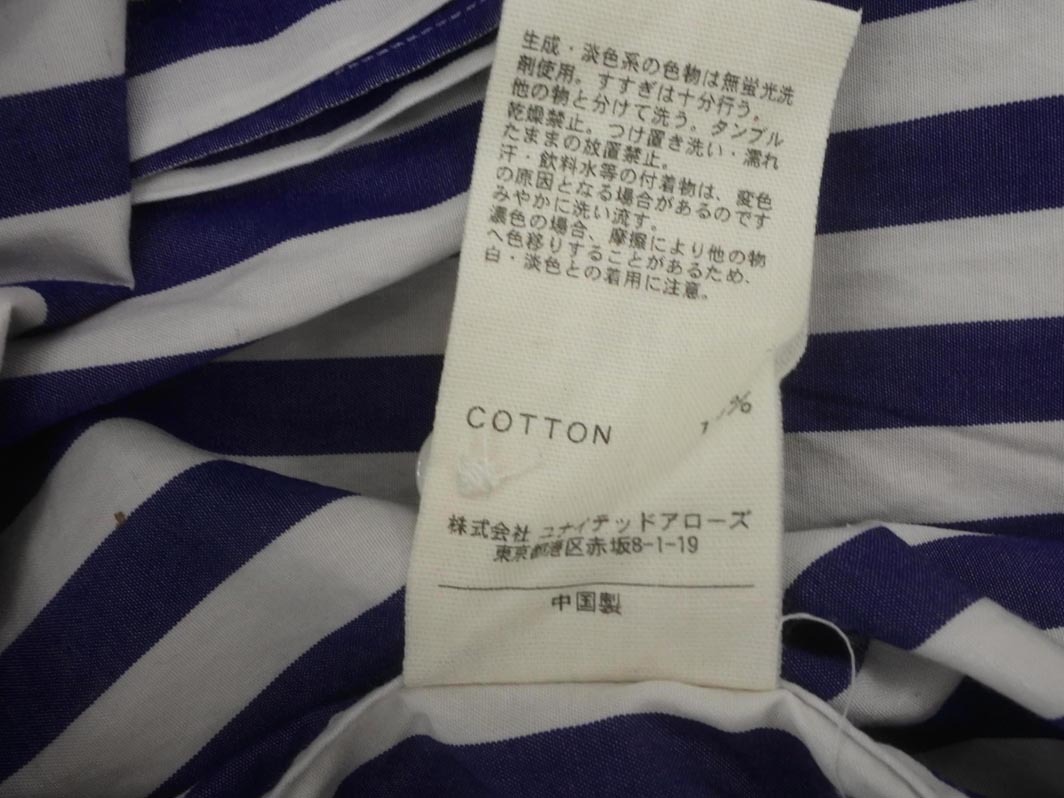 生成・淡色系の色物は無蛍光洗
剤使用。すすぎは十分行う。
他の物と分けて洗う。タンブル
乾燥禁止。つけ置き洗い・濡れ
たままの放置禁止。
汗・飲料水等の付着物は、変色
の原因となる場合があるのです
みやかに洗い流す。
濃色の場合、摩擦により他の物
へ色移りすることがあるため、
白・淡色との着用に注意。
COTTON %
株式会社 ユナイテッドアローズ
東京都港区赤坂8-1-19
中国製